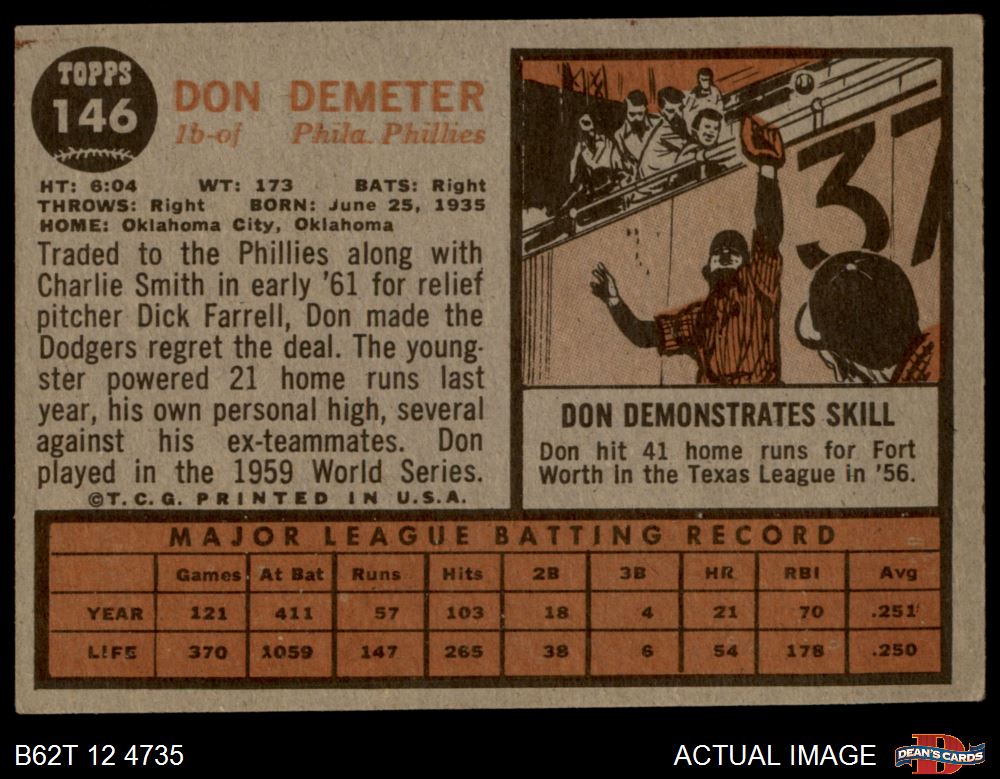 TOPPS
146
DON DEMETER
1b-of Phila. Phillies
HT: 6:04 WT: 173 BATS: Right
THROWS: Right BORN: June 25, 1935
HOME: Oklahoma City, Oklahoma
Traded to the Phillies along with
Charlie Smith in early '61 for relief
pitcher Dick Farrell, Don made the
Dodgers regret the deal. The young-
ster powered 21 home runs last
year, his own personal high, several
against his ex-teammates. Don
played in the 1959 World Series.
©T.C.G. PRINTED IN U.S.A.
37
DON DEMONSTRATES SKILL
Don hit 41 home runs for Fort
Worth in the Texas League in '56.
MAJOR LEAGUE BATTING RECORD
Games At Bat Runs Hits 2B 3B HR RBI Avg
YEAR 121 411 57 103 18 4 21 70 .251
LIFE 370 1059 147 265 38 6 54 178 .250
B62T 12 4735
ACTUAL IMAGE
D
DEAN'S CARDS